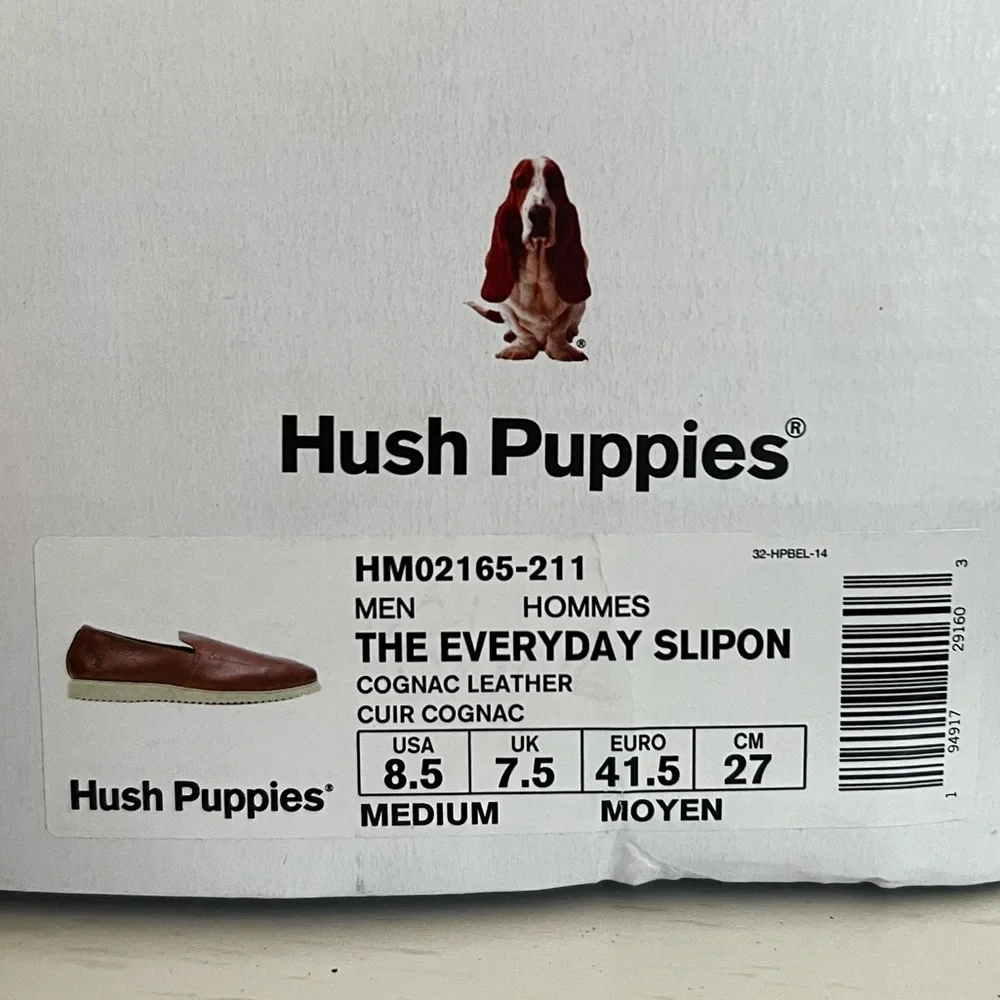 ®
Hush Puppies®
HM02165-211
32-HPBEL-14
MEN HOMMES
THE EVERYDAY SLIPON
COGNAC LEATHER
CUIR COGNAC
USA UK EURO CM
8.5 7.5 41.5 27
MEDIUM MOYEN
Hush Puppies®
1 94917 29160 3